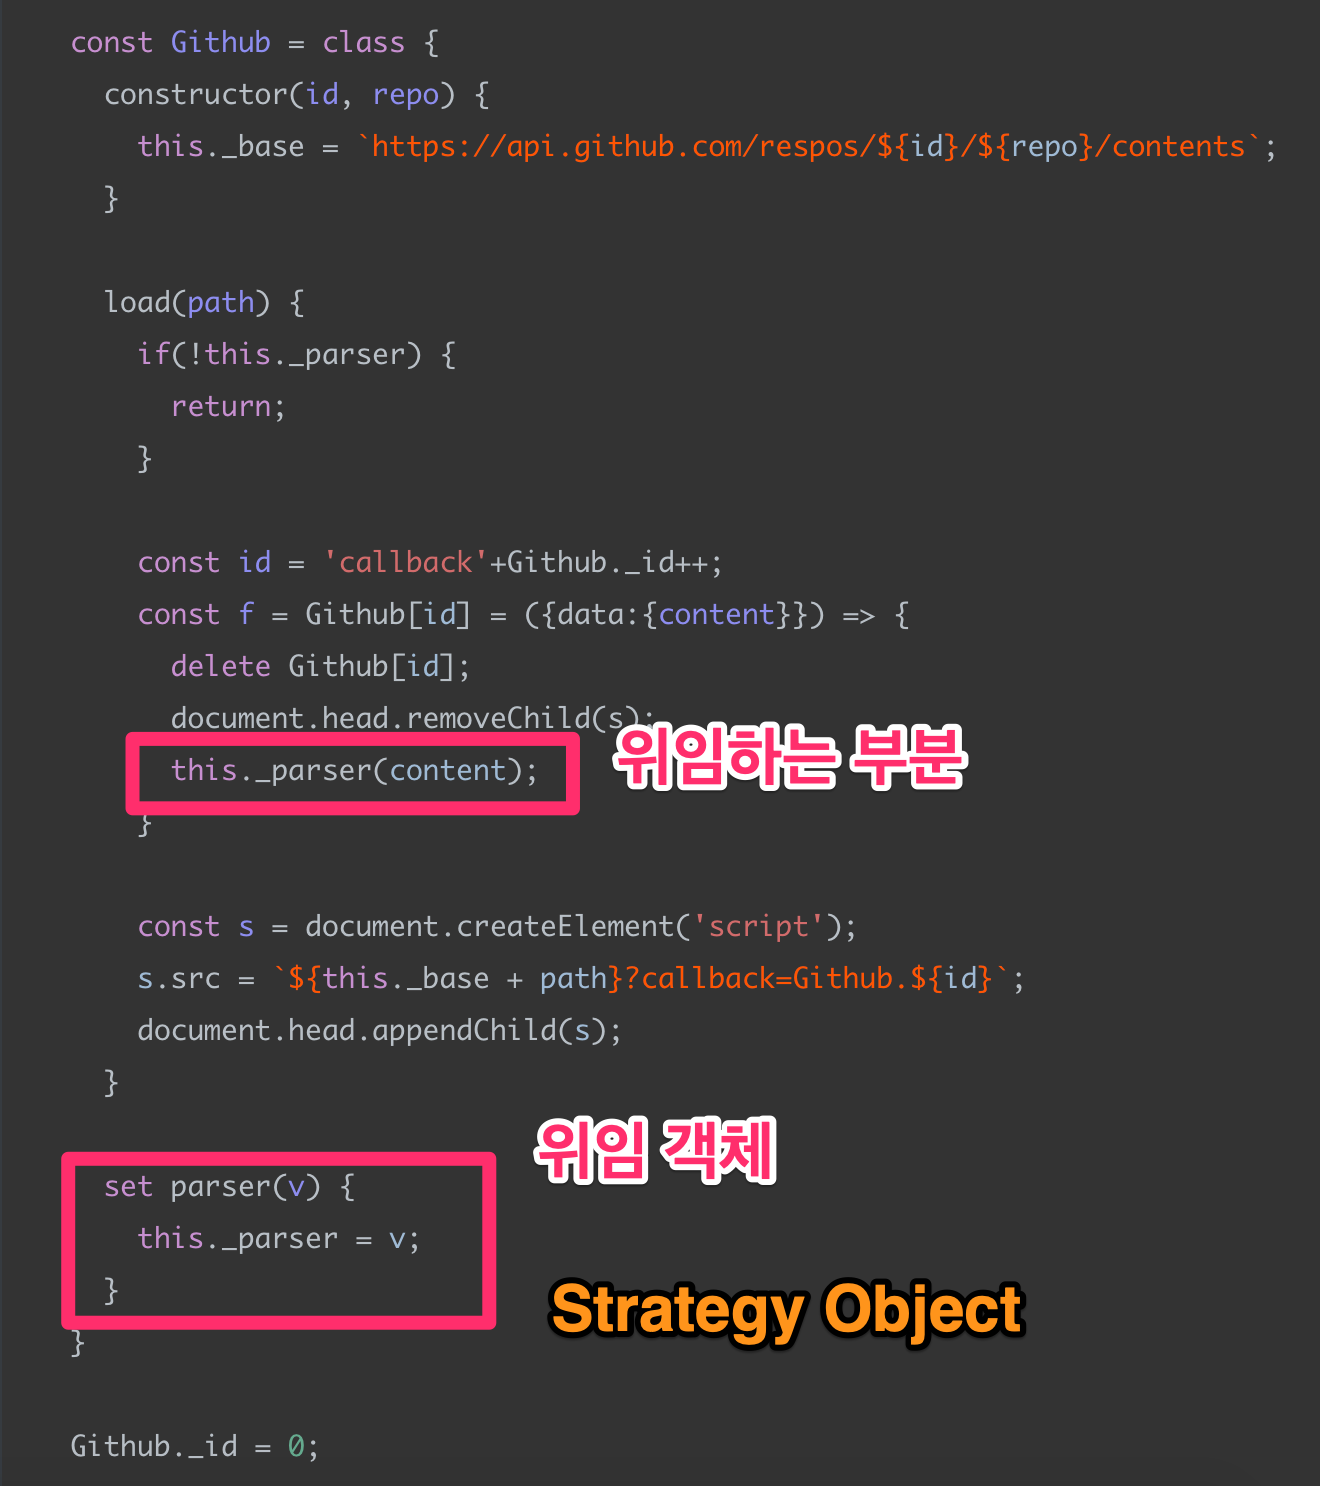 const Github = class {
constructor(id, repo) {
this._base = `https://api.github.com/respos/${id}/${repo}/contents`;
}
load(path) {
if(!this._parser) {
return;
}
const id = 'callback'+Github._id++;
const f = Github[id] = ({data:{content}}) => {
delete Github[id];
document.head.removeChild(s);
위임하는 부분
this._parser(content);
}
const s = document.createElement('script');
s.src = `${this._base + path}?callback=Github.${id}`;
document.head.appendChild(s);
}
위임 객체
set parser(v) {
this._parser = v;
}
Strategy Object
}
Github._id = 0;